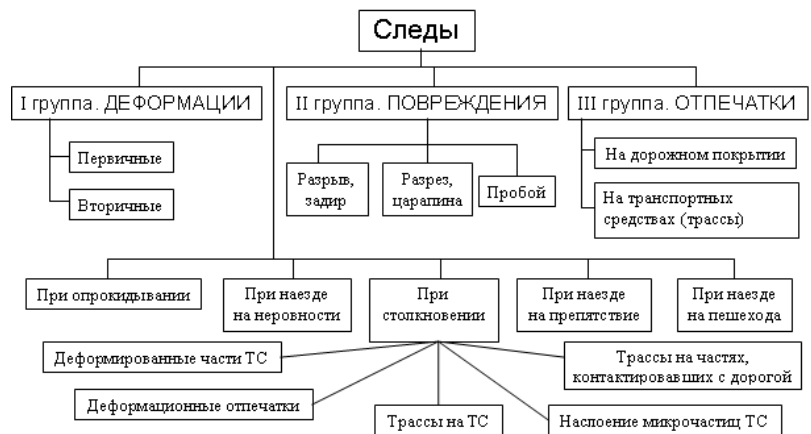 Следы
I группа. ДЕФОРМАЦИИ
II группа. ПОВРЕЖДЕНИЯ
III группа. ОТПЕЧАТКИ
Первичные
Вторичные
Разрыв,
задир
Разрез,
царапина
Пробой
На дорожном покрытии
На транспортных
средствах (трассы)
При опрокидывании
При наезде
на неровности
При
столкновении
При наезде
на препятствие
При наезде
на пешехода
Деформированные части ТС
Трассы на частях,
контактировавших с дорогой
Деформационные отпечатки
Трассы на ТС
Наслоение микрочастиц ТС